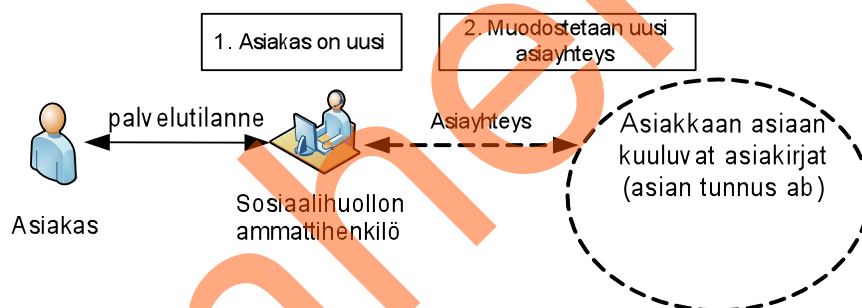 1. Asiakas on uusi
2. Muodostetaan uusi
asiayhteys
palvelutilanne
Asiayhteys
Asiakkaan asiaan
kuuluvat asiakirjat
(asian tunnus ab)
Asiakas
Sosiaalihuollon
ammattihenkilö